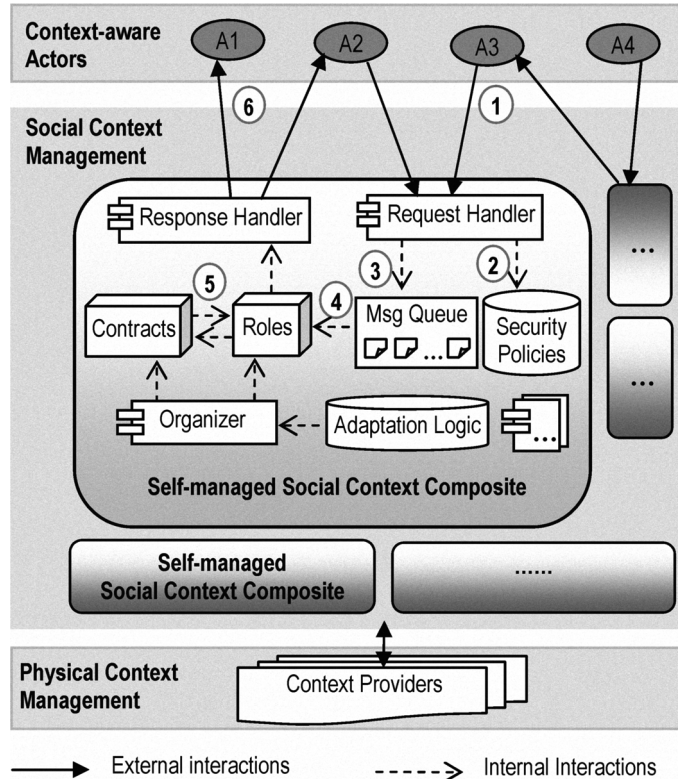 Context-aware
Actors
A1
A2
A3
A4
6
1
Social Context
Management
Response Handler
Request Handler
...
5
4
3
2
Contracts
Roles
Msg Queue
...
Security
Policies
...
Organizer
Adaptation Logic
...
Self-managed Social Context Composite
Self-managed
Social Context Composite
......
Physical Context
Management
Context Providers
External interactions
Internal Interactions